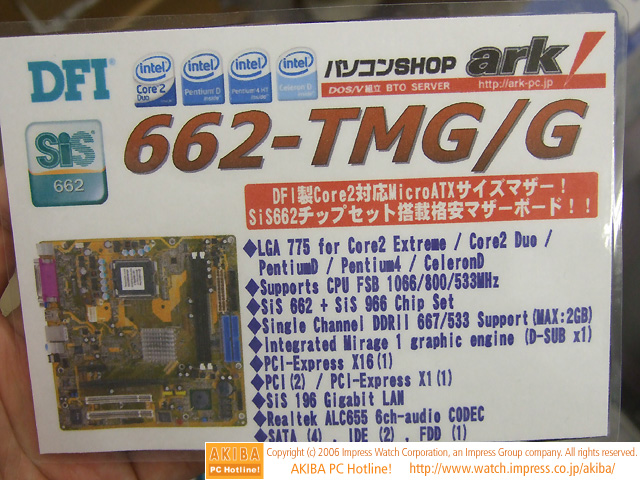 DFI
intel Core 2 Duo inside
intel Pentium D inside
intel Pentium 4 HT inside
intel Celeron D inside
パソコンSHOP ark!
DOS/V組立 BTO SERVER
http://ark-pc.jp
SiS
662
662-TMG/G
DFI製Core2対応MicroATXサイズマザー！
SiS662チップセット搭載格安マザーボード！！
◆LGA 775 for Core2 Extreme / Core2 Duo /
PentiumD / Pentium4 / CeleronD
◆Supports CPU FSB 1066/800/533MHz
◆SiS 662 + SiS 966 Chip Set
◆Single Channel DDRII 667/533 Support(MAX:2GB)
◆Integrated Mirage 1 graphic engine (D-SUB x1)
◆PCI-Express X16(1)
◆PCI(2) / PCI-Express X1(1)
◆SiS 196 Gigabit LAN
◆Realtek ALC655 6ch-audio CODEC
◆SATA (4) , IDE (2) , FDD (1)
AKIBA
PC Hotline!
Copyright (c) 2006 Impress Watch Corporation, an Impress Group company. All rights reserved.
AKIBA PC Hotline! http://www.watch.impress.co.jp/akiba/